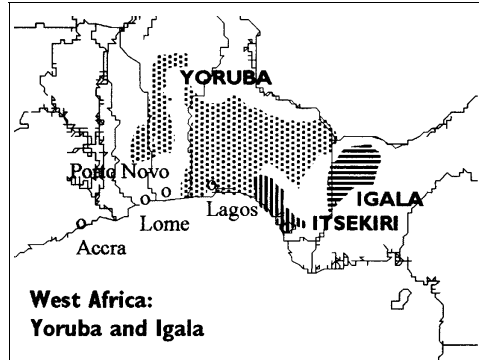 YORUBA
Porto Novo
IGALA
Lagos
ITSEKIRI
Lome
Accra
West Africa:
Yoruba and Igala